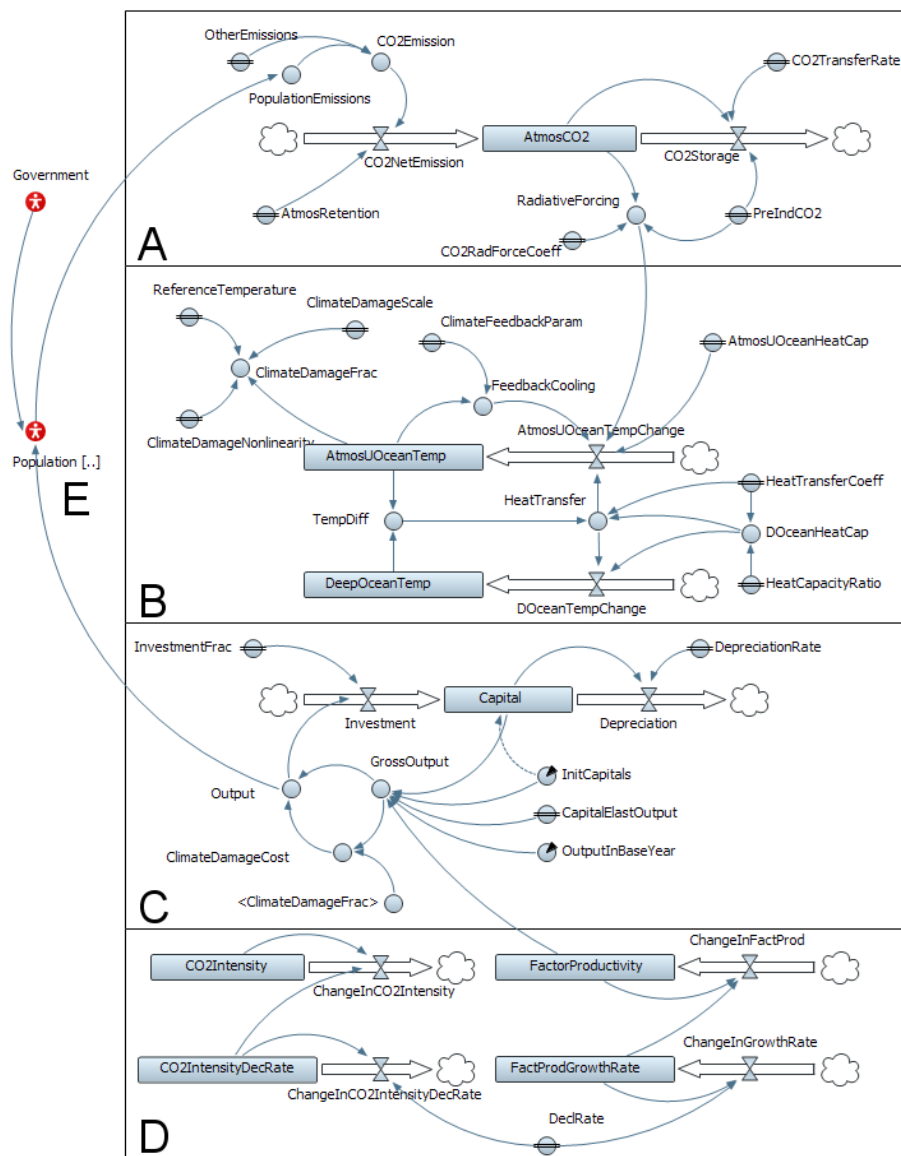 OtherEmissions
CO2Emission
CO2TransferRate
PopulationEmissions
AtmosCO2
CO2NetEmission
CO2Storage
Government
AtmosRetention
RadiativeForcing
PreIndCO2
A
CO2RadForceCoeff
ReferenceTemperature
ClimateDamageScale
ClimateFeedbackParam
AtmosUOceanHeatCap
ClimateDamageFrac
FeedbackCooling
AtmosUOceanTempChange
ClimateDamageNonlinearity
AtmosUOceanTemp
Population [..]
E
HeatTransferCoeff
HeatTransfer
TempDiff
DOceanHeatCap
DeepOceanTemp
HeatCapacityRatio
B
DOceanTempChange
InvestmentFrac
DepreciationRate
Capital
Investment
Depreciation
GrossOutput
InitCapitals
Output
CapitalElastOutput
ClimateDamageCost
OutputInBaseYear
<ClimateDamageFrac>
C
ChangeInFactProd
CO2Intensity
FactorProductivity
ChangeInCO2Intensity
ChangeInGrowthRate
CO2IntensityDecRate
FactProdGrowthRate
ChangeInCO2IntensityDecRate
DeclRate
D